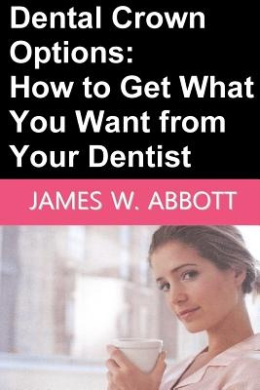 Dental Crown
Options:
How to Get What
You Want from
Your Dentist
JAMES W. ABBOTT